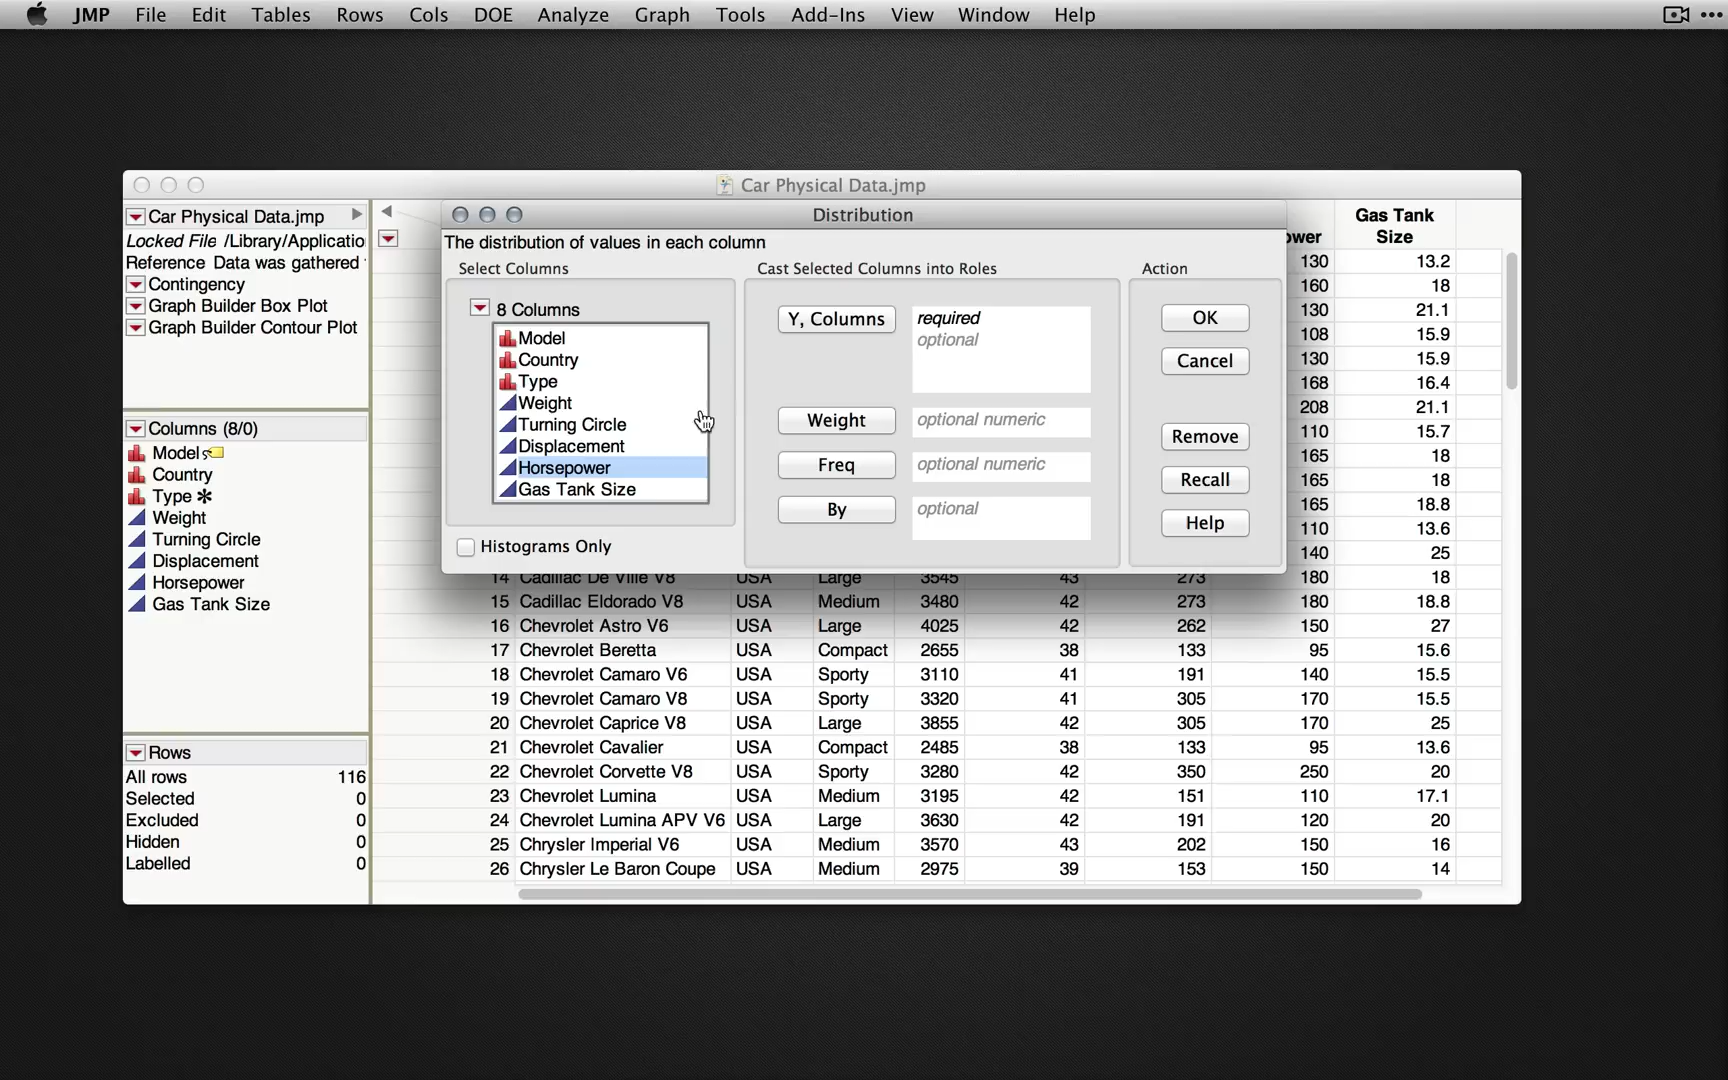 JMP File Edit Tables Rows Cols DOE Analyze Graph Tools Add-Ins View Window Help
Car Physical Data.jmp
Car Physical Data.jmp
Locked File /Library/Applicatio
Reference Data was gathered
Contingency
Graph Builder Box Plot
Graph Builder Contour Plot
Columns (8/0)
Model
Country
Type
Weight
Turning Circle
Displacement
Horsepower
Gas Tank Size
Rows
All rows 116
Selected 0
Excluded 0
Hidden 0
Labelled 0
Distribution
The distribution of values in each column
Select Columns
8 Columns
Model
Country
Type
Weight
Turning Circle
Displacement
Horsepower
Gas Tank Size
Histograms Only
Cast Selected Columns into Roles
Y, Columns required
optional
Weight optional numeric
Freq optional numeric
By optional
Action
OK
Cancel
Remove
Recall
Help
ower Gas Tank
Size
130 13.2
160 18
130 21.1
108 15.9
130 15.9
168 16.4
208 21.1
110 15.7
165 18
165 18
165 18.8
110 13.6
140 25
14 Cadillac De Ville V8 USA Large 3545 43 273 180 18
15 Cadillac Eldorado V8 USA Medium 3480 42 273 180 18.8
16 Chevrolet Astro V6 USA Large 4025 42 262 150 27
17 Chevrolet Beretta USA Compact 2655 38 133 95 15.6
18 Chevrolet Camaro V6 USA Sporty 3110 41 191 140 15.5
19 Chevrolet Camaro V8 USA Sporty 3320 41 305 170 15.5
20 Chevrolet Caprice V8 USA Large 3855 42 305 170 25
21 Chevrolet Cavalier USA Compact 2485 38 133 95 13.6
22 Chevrolet Corvette V8 USA Sporty 3280 42 350 250 20
23 Chevrolet Lumina USA Medium 3195 42 151 110 17.1
24 Chevrolet Lumina APV V6 USA Large 3630 42 191 120 20
25 Chrysler Imperial V6 USA Medium 3570 43 202 150 16
26 Chrysler Le Baron Coupe USA Medium 2975 39 153 150 14